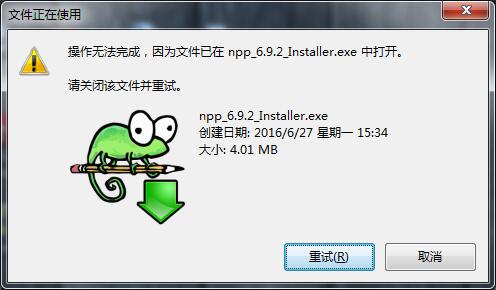 文件正在使用
操作无法完成，因为文件已在 npp_6.9.2_Installer.exe 中打开。
请关闭该文件并重试。
npp_6.9.2_Installer.exe
创建日期: 2016/6/27 星期一 15:34
大小: 4.01 MB
重试(R)
取消